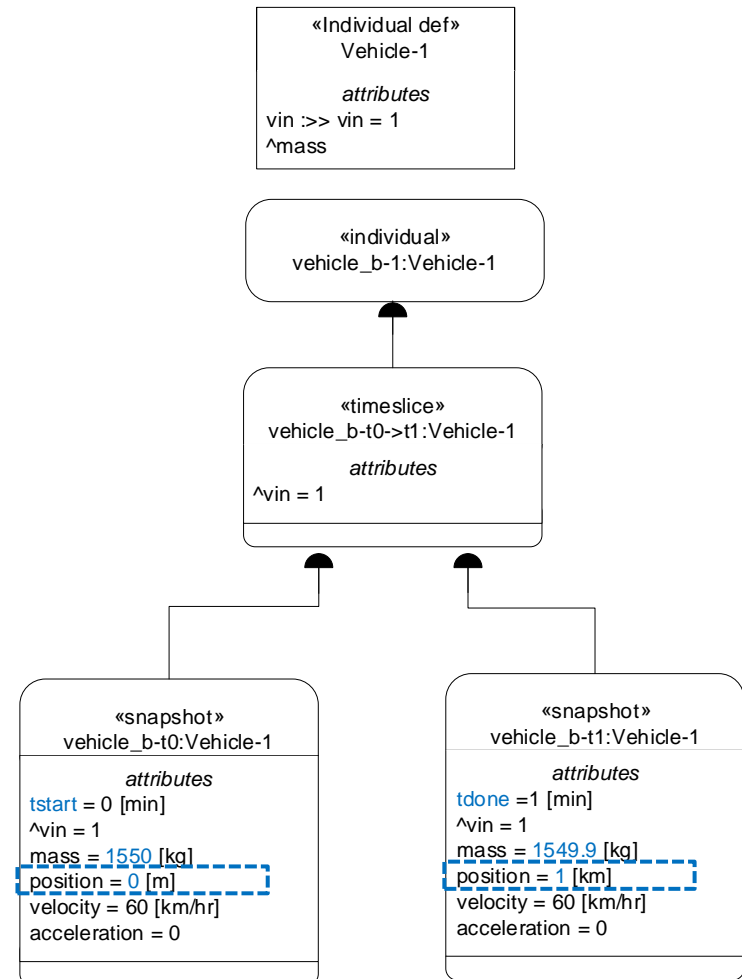 «Individual def»
Vehicle-1
attributes
vin :>> vin = 1
^mass
«individual»
vehicle_b-1:Vehicle-1
«timeslice»
vehicle_b-t0->t1:Vehicle-1
attributes
^vin = 1
«snapshot»
vehicle_b-t0:Vehicle-1
attributes
tstart = 0 [min]
^vin = 1
mass = 1550 [kg]
position = 0 [m]
velocity = 60 [km/hr]
acceleration = 0
«snapshot»
vehicle_b-t1:Vehicle-1
attributes
tdone =1 [min]
^vin = 1
mass = 1549.9 [kg]
position = 1 [km]
velocity = 60 [km/hr]
acceleration = 0